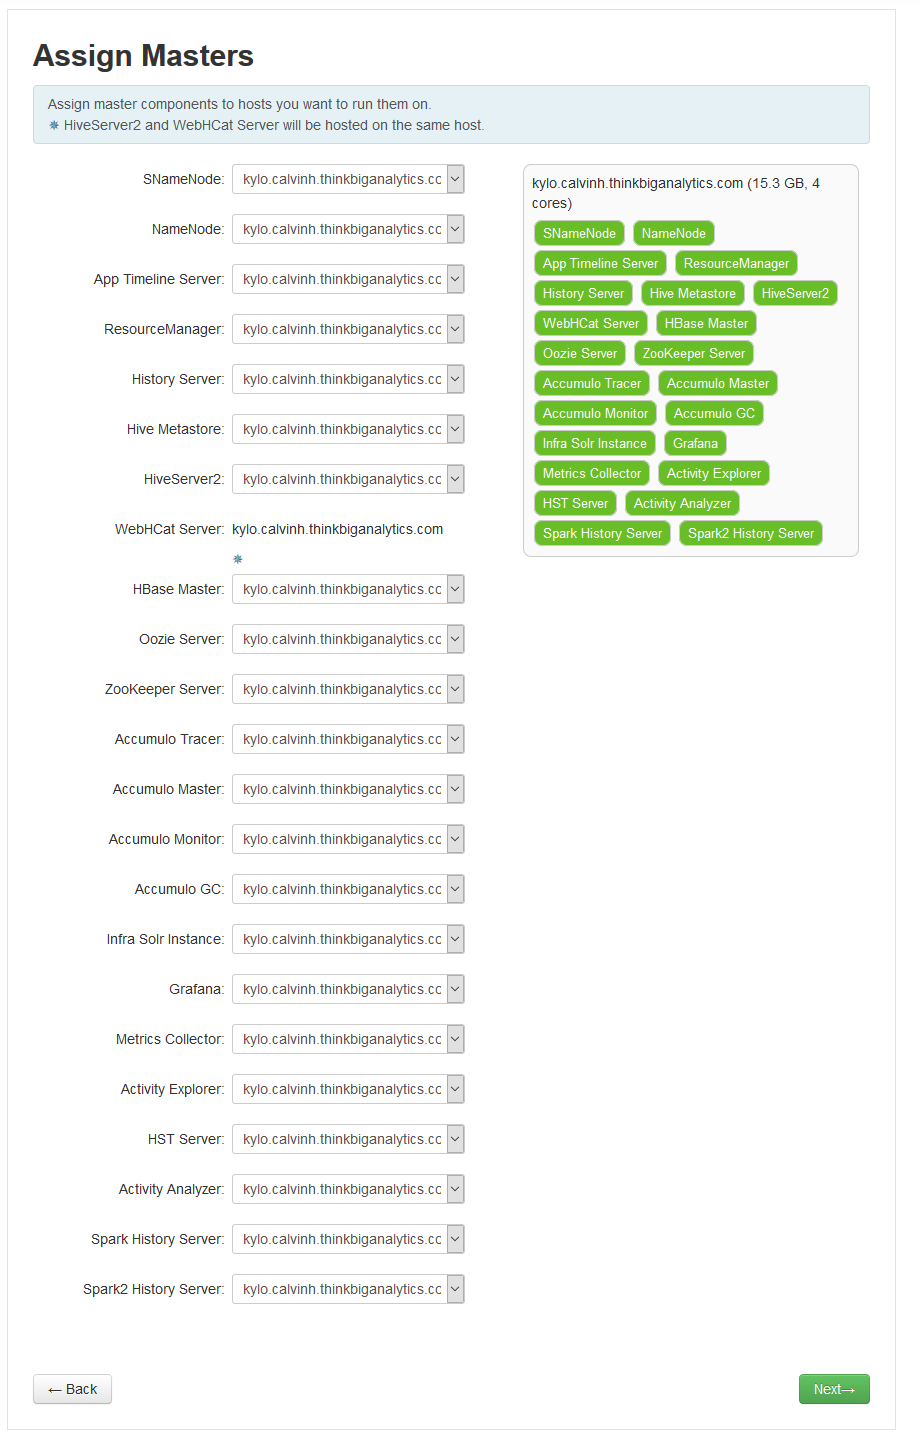 Assign Masters
Assign master components to hosts you want to run them on.
✵ HiveServer2 and WebHCat Server will be hosted on the same host.
SNameNode: kylo.calvinh.thinkbiganalytics.cc
NameNode: kylo.calvinh.thinkbiganalytics.cc
App Timeline Server: kylo.calvinh.thinkbiganalytics.cc
ResourceManager: kylo.calvinh.thinkbiganalytics.cc
History Server: kylo.calvinh.thinkbiganalytics.cc
Hive Metastore: kylo.calvinh.thinkbiganalytics.cc
HiveServer2: kylo.calvinh.thinkbiganalytics.cc
WebHCat Server: kylo.calvinh.thinkbiganalytics.com
✵
HBase Master: kylo.calvinh.thinkbiganalytics.cc
Oozie Server: kylo.calvinh.thinkbiganalytics.cc
ZooKeeper Server: kylo.calvinh.thinkbiganalytics.cc
Accumulo Tracer: kylo.calvinh.thinkbiganalytics.cc
Accumulo Master: kylo.calvinh.thinkbiganalytics.cc
Accumulo Monitor: kylo.calvinh.thinkbiganalytics.cc
Accumulo GC: kylo.calvinh.thinkbiganalytics.cc
Infra Solr Instance: kylo.calvinh.thinkbiganalytics.cc
Grafana: kylo.calvinh.thinkbiganalytics.cc
Metrics Collector: kylo.calvinh.thinkbiganalytics.cc
Activity Explorer: kylo.calvinh.thinkbiganalytics.cc
HST Server: kylo.calvinh.thinkbiganalytics.cc
Activity Analyzer: kylo.calvinh.thinkbiganalytics.cc
Spark History Server: kylo.calvinh.thinkbiganalytics.cc
Spark2 History Server: kylo.calvinh.thinkbiganalytics.cc
kylo.calvinh.thinkbiganalytics.com (15.3 GB, 4
cores)
SNameNode NameNode
App Timeline Server ResourceManager
History Server Hive Metastore HiveServer2
WebHCat Server HBase Master
Oozie Server ZooKeeper Server
Accumulo Tracer Accumulo Master
Accumulo Monitor Accumulo GC
Infra Solr Instance Grafana
Metrics Collector Activity Explorer
HST Server Activity Analyzer
Spark History Server Spark2 History Server
← Back
Next→